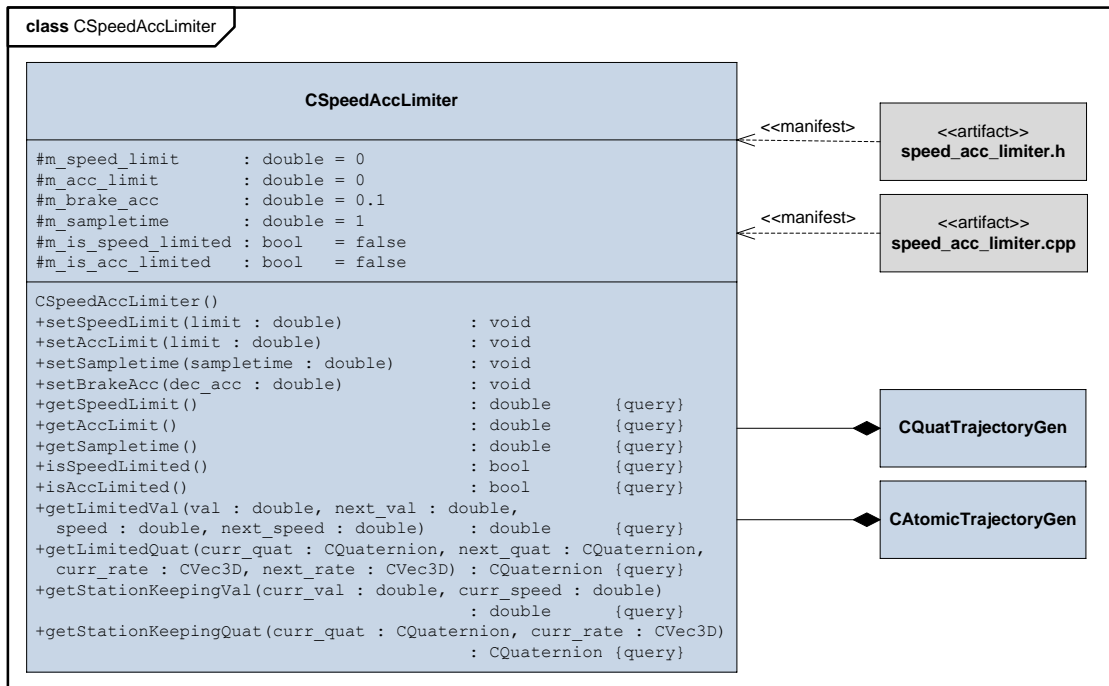 class CSpeedAccLimiter
CSpeedAccLimiter
#m_speed_limit : double = 0
#m_acc_limit : double = 0
#m_brake_acc : double = 0.1
#m_sampletime : double = 1
#m_is_speed_limited : bool = false
#m_is_acc_limited : bool = false
CSpeedAccLimiter()
+setSpeedLimit(limit : double) : void
+setAccLimit(limit : double) : void
+setSampletime(sampletime : double) : void
+setBrakeAcc(dec_acc : double) : void
+getSpeedLimit() : double {query}
+getAccLimit() : double {query}
+getSampletime() : double {query}
+isSpeedLimited() : bool {query}
+isAccLimited() : bool {query}
+getLimitedVal(val : double, next_val : double,
speed : double, next_speed : double) : double {query}
+getLimitedQuat(curr_quat : CQuaternion, next_quat : CQuaternion,
curr_rate : CVec3D, next_rate : CVec3D) : CQuaternion {query}
+getStationKeepingVal(curr_val : double, curr_speed : double)
: double {query}
+getStationKeepingQuat(curr_quat : CQuaternion, curr_rate : CVec3D)
: CQuaternion {query}
<<manifest>
<<artifact>>
speed_acc_limiter.h
<<manifest>
<<artifact>>
speed_acc_limiter.cpp
CQuatTrajectoryGen
CAtomicTrajectoryGen